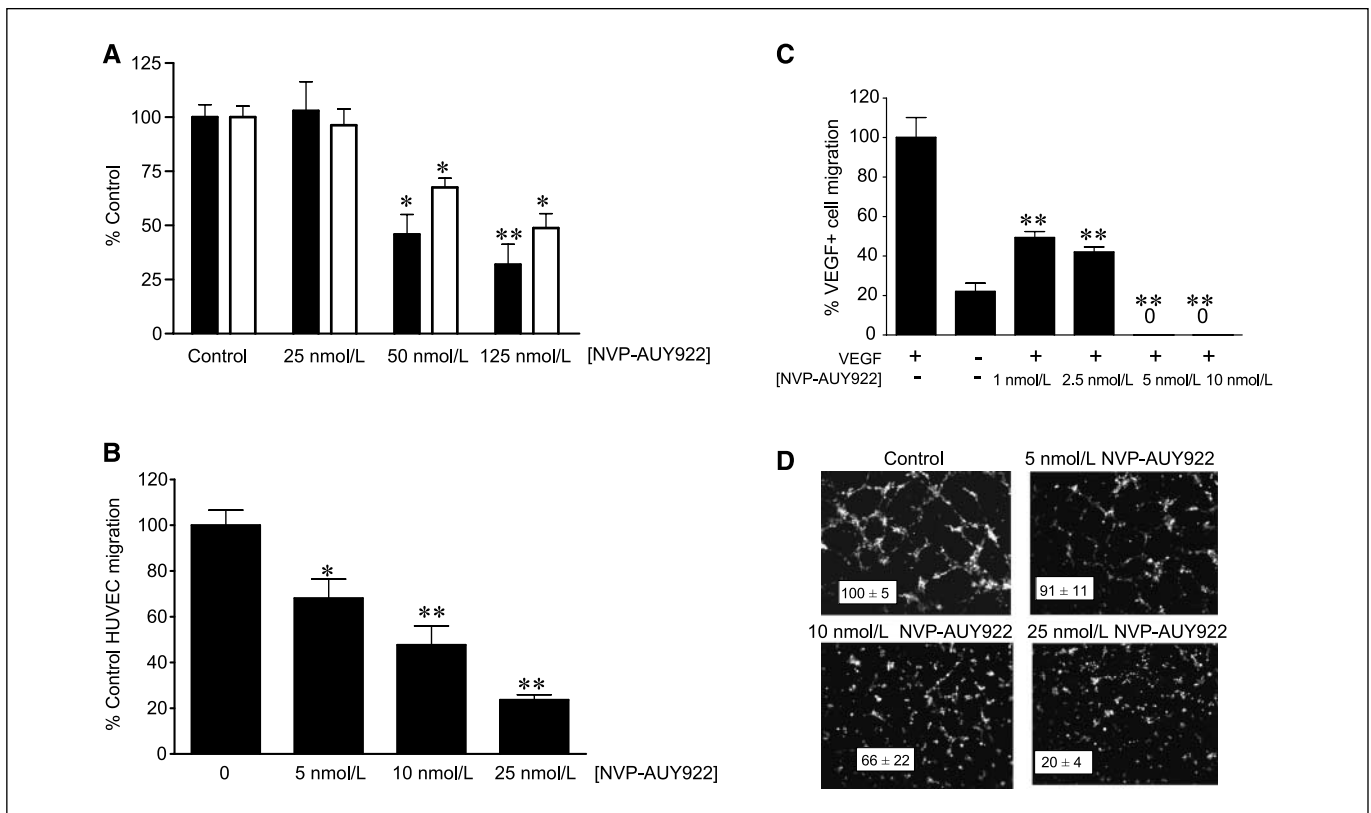 A
125
100
75
50
25
0
% Control
* * ** *
Control 25 nmol/L 50 nmol/L 125 nmol/L [NVP-AUY922]
B
120
100
80
60
40
20
0
% Control HUVEC migration
* ** **
0 5 nmol/L 10 nmol/L 25 nmol/L [NVP-AUY922]
C
120
100
80
60
40
20
0
% VEGF+ cell migration
** ** ** **
0 0
VEGF + - + + + +
[NVP-AUY922] - - 1 nmol/L 2.5 nmol/L 5 nmol/L 10 nmol/L
D
Control
100 ± 5
5 nmol/L NVP-AUY922
91 ± 11
10 nmol/L NVP-AUY922
66 ± 22
25 nmol/L NVP-AUY922
20 ± 4